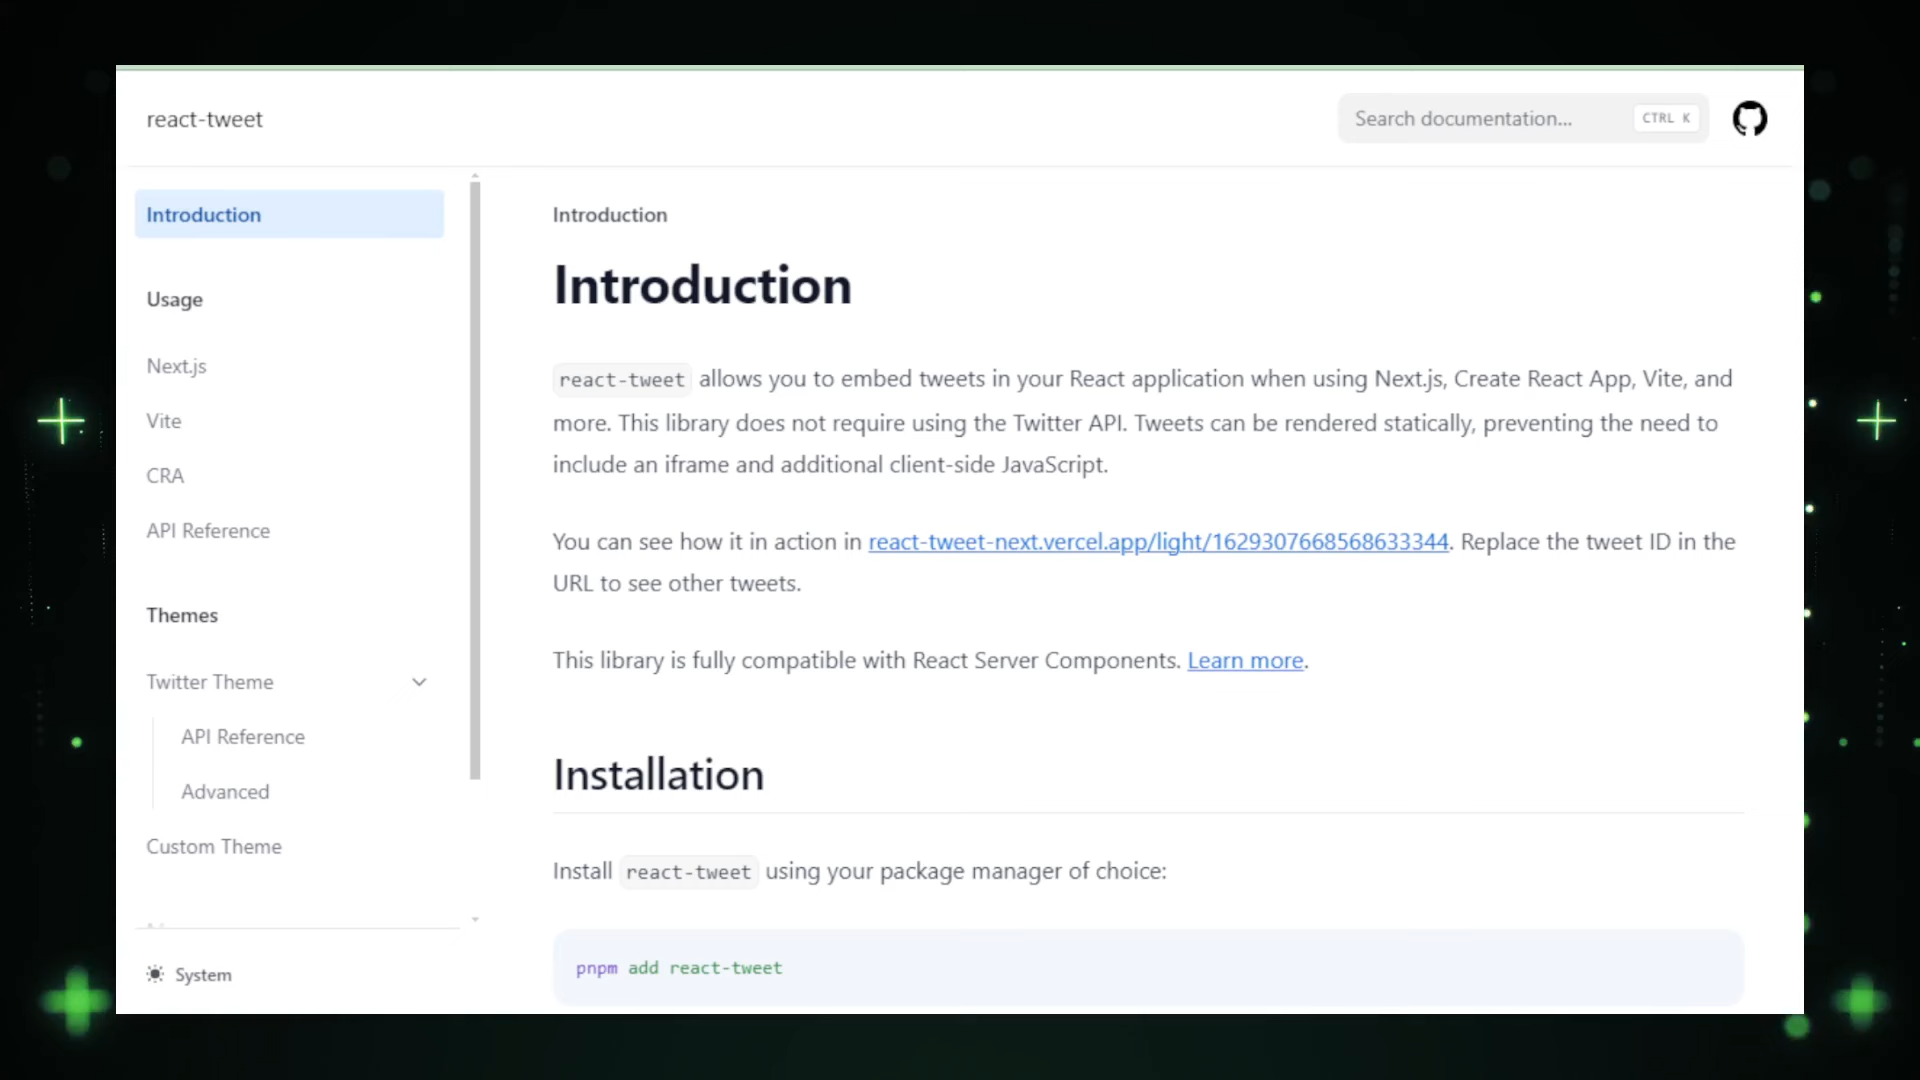 react-tweet
Search documentation...
CTRL K
Introduction
Usage
Next.js
Vite
CRA
API Reference
Themes
Twitter Theme
API Reference
Advanced
Custom Theme
System
Introduction
Introduction
react-tweet allows you to embed tweets in your React application when using Next.js, Create React App, Vite, and
more. This library does not require using the Twitter API. Tweets can be rendered statically, preventing the need to
include an iframe and additional client-side JavaScript.
You can see how it in action in react-tweet-next.vercel.app/light/1629307668568633344. Replace the tweet ID in the
URL to see other tweets.
This library is fully compatible with React Server Components. Learn more.
Installation
Install react-tweet using your package manager of choice:
pnpm add react-tweet